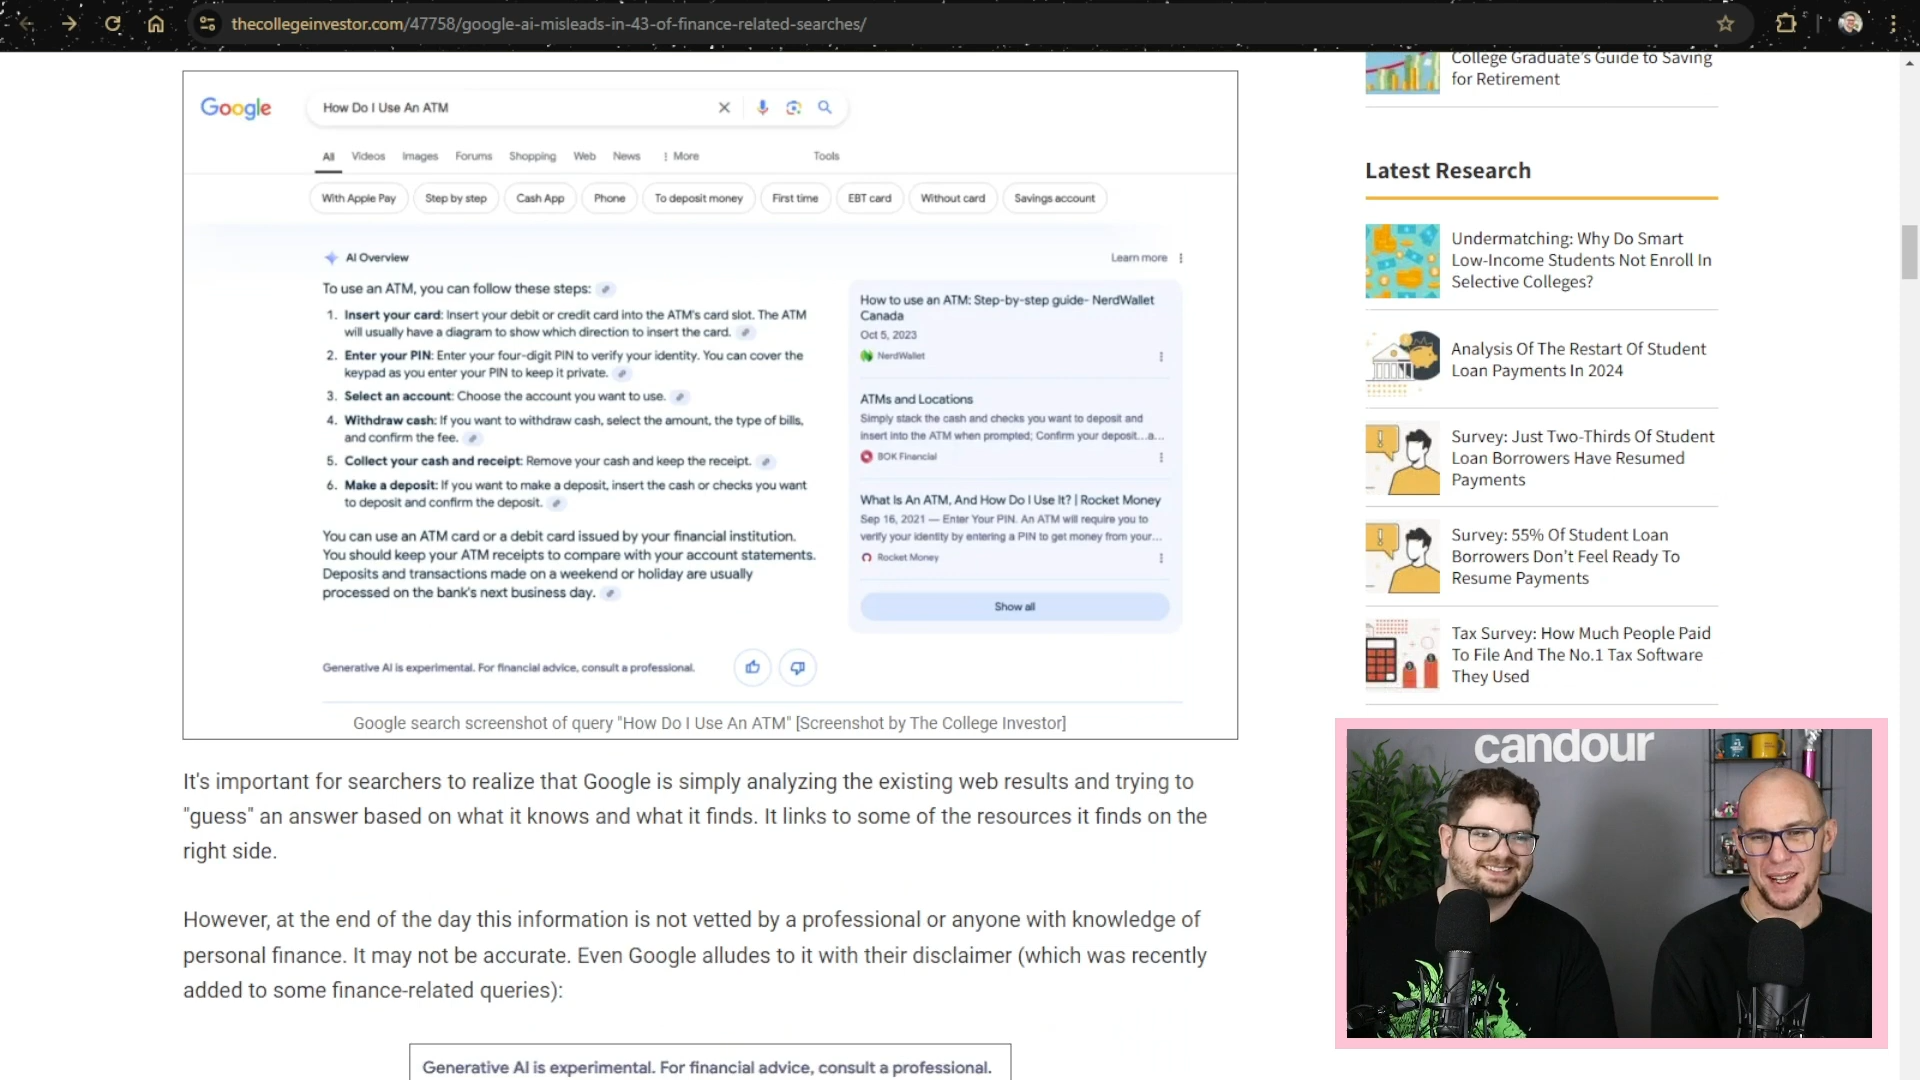 thecollegeinvestor.com/47758/google-ai-misleads-in-43-of-finance-related-searches/
Google
How Do I Use An ATM
All Videos Images Forums Shopping Web News More Tools
With Apple Pay Step by step Cash App Phone To deposit money First time EBT card Without card Savings account
AI Overview
Learn more
To use an ATM, you can follow these steps:
1. Insert your card: Insert your debit or credit card into the ATM's card slot. The ATM
will usually have a diagram to show which direction to insert the card.
2. Enter your PIN: Enter your four-digit PIN to verify your identity. You can cover the
keypad as you enter your PIN to keep it private.
3. Select an account: Choose the account you want to use.
4. Withdraw cash: If you want to withdraw cash, select the amount, the type of bills,
and confirm the fee.
5. Collect your cash and receipt: Remove your cash and keep the receipt.
6. Make a deposit: If you want to make a deposit, insert the cash or checks you want
to deposit and confirm the deposit.
You can use an ATM card or a debit card issued by your financial institution.
You should keep your ATM receipts to compare with your account statements.
Deposits and transactions made on a weekend or holiday are usually
processed on the bank's next business day.
How to use an ATM: Step-by-step guide- NerdWallet
Canada
Oct 5, 2023
NerdWallet
ATMs and Locations
Simply stack the cash and checks you want to deposit and
insert into the ATM when prompted; Confirm your deposit...a...
BOK Financial
What Is An ATM, And How Do I Use It? | Rocket Money
Sep 16, 2021 — Enter Your PIN. An ATM will require you to
verify your identity by entering a PIN to get money from your...
Rocket Money
Show all
Generative AI is experimental. For financial advice, consult a professional.
Google search screenshot of query "How Do I Use An ATM" [Screenshot by The College Investor]
It's important for searchers to realize that Google is simply analyzing the existing web results and trying to
"guess" an answer based on what it knows and what it finds. It links to some of the resources it finds on the
right side.
However, at the end of the day this information is not vetted by a professional or anyone with knowledge of
personal finance. It may not be accurate. Even Google alludes to it with their disclaimer (which was recently
added to some finance-related queries):
Generative AI is experimental. For financial advice, consult a professional.
College Graduate's Guide to Saving
for Retirement
Latest Research
Undermatching: Why Do Smart
Low-Income Students Not Enroll In
Selective Colleges?
Analysis Of The Restart Of Student
Loan Payments In 2024
Survey: Just Two-Thirds Of Student
Loan Borrowers Have Resumed
Payments
Survey: 55% Of Student Loan
Borrowers Don't Feel Ready To
Resume Payments
Tax Survey: How Much People Paid
To File And The No.1 Tax Software
They Used
candour